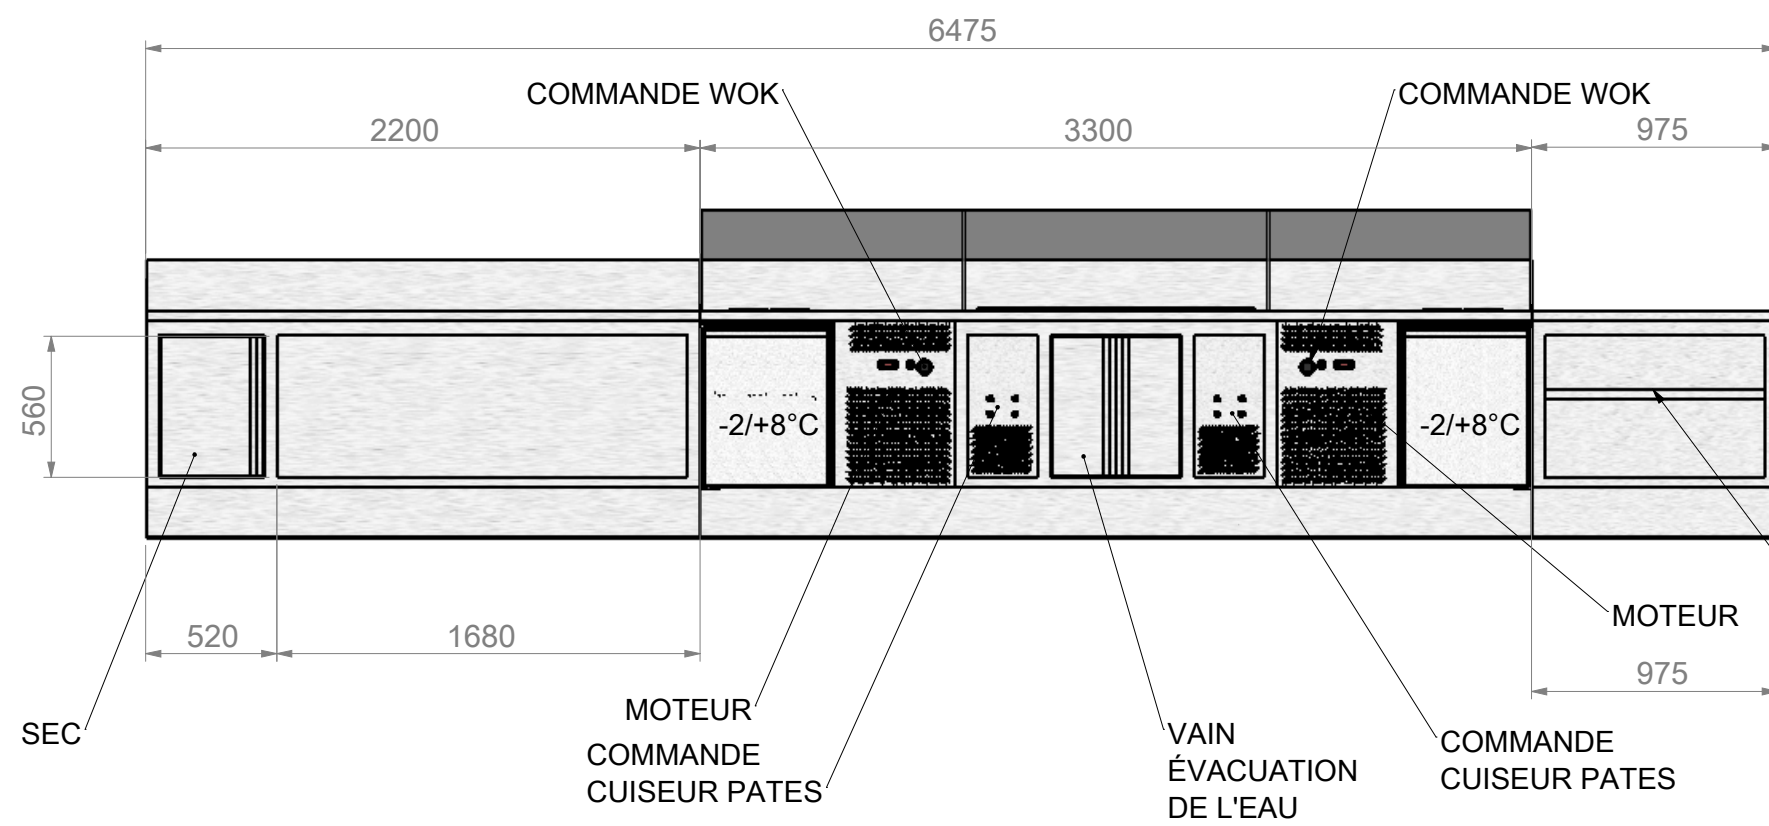 6475
COMMANDE WOK
COMMANDE WOK
2200
3300
975
560
-2/+8°C
-2/+8°C
520
1680
MOTEUR
975
SEC
MOTEUR
COMMANDE
CUISEUR PATES
VAIN
ÉVACUATION
DE L'EAU
COMMANDE
CUISEUR PATES